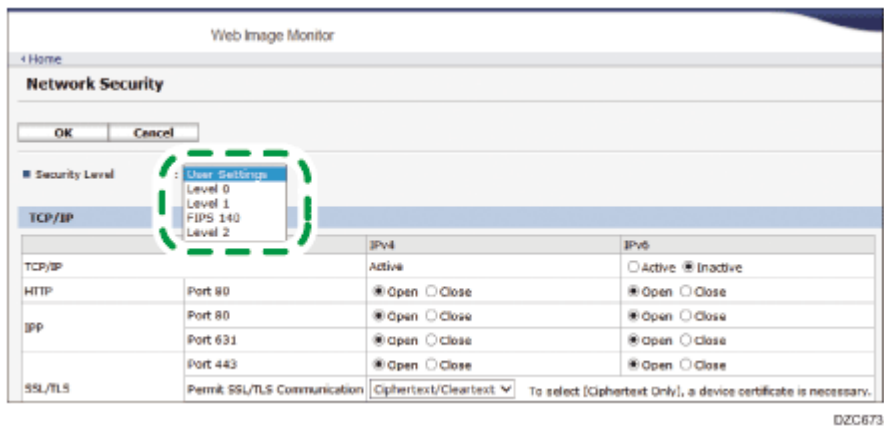 Web Image Monitor
Home
Network Security
OK Cancel
Security Level : User Settings
Level 0
Level 1
FIPS 140
Level 2
TCP/IP
IPv4 IPv6
TCP/IP Active Active Inactive
HTTP Port 80 Open Close Open Close
IPP Port 80 Open Close Open Close
Port 631 Open Close Open Close
SSL/TLS Port 443 Open Close Open Close
Permit SSL/TLS Communication Ciphertext/Cleartext To select [Ciphertext Only], a device certificate is necessary.
DZC673